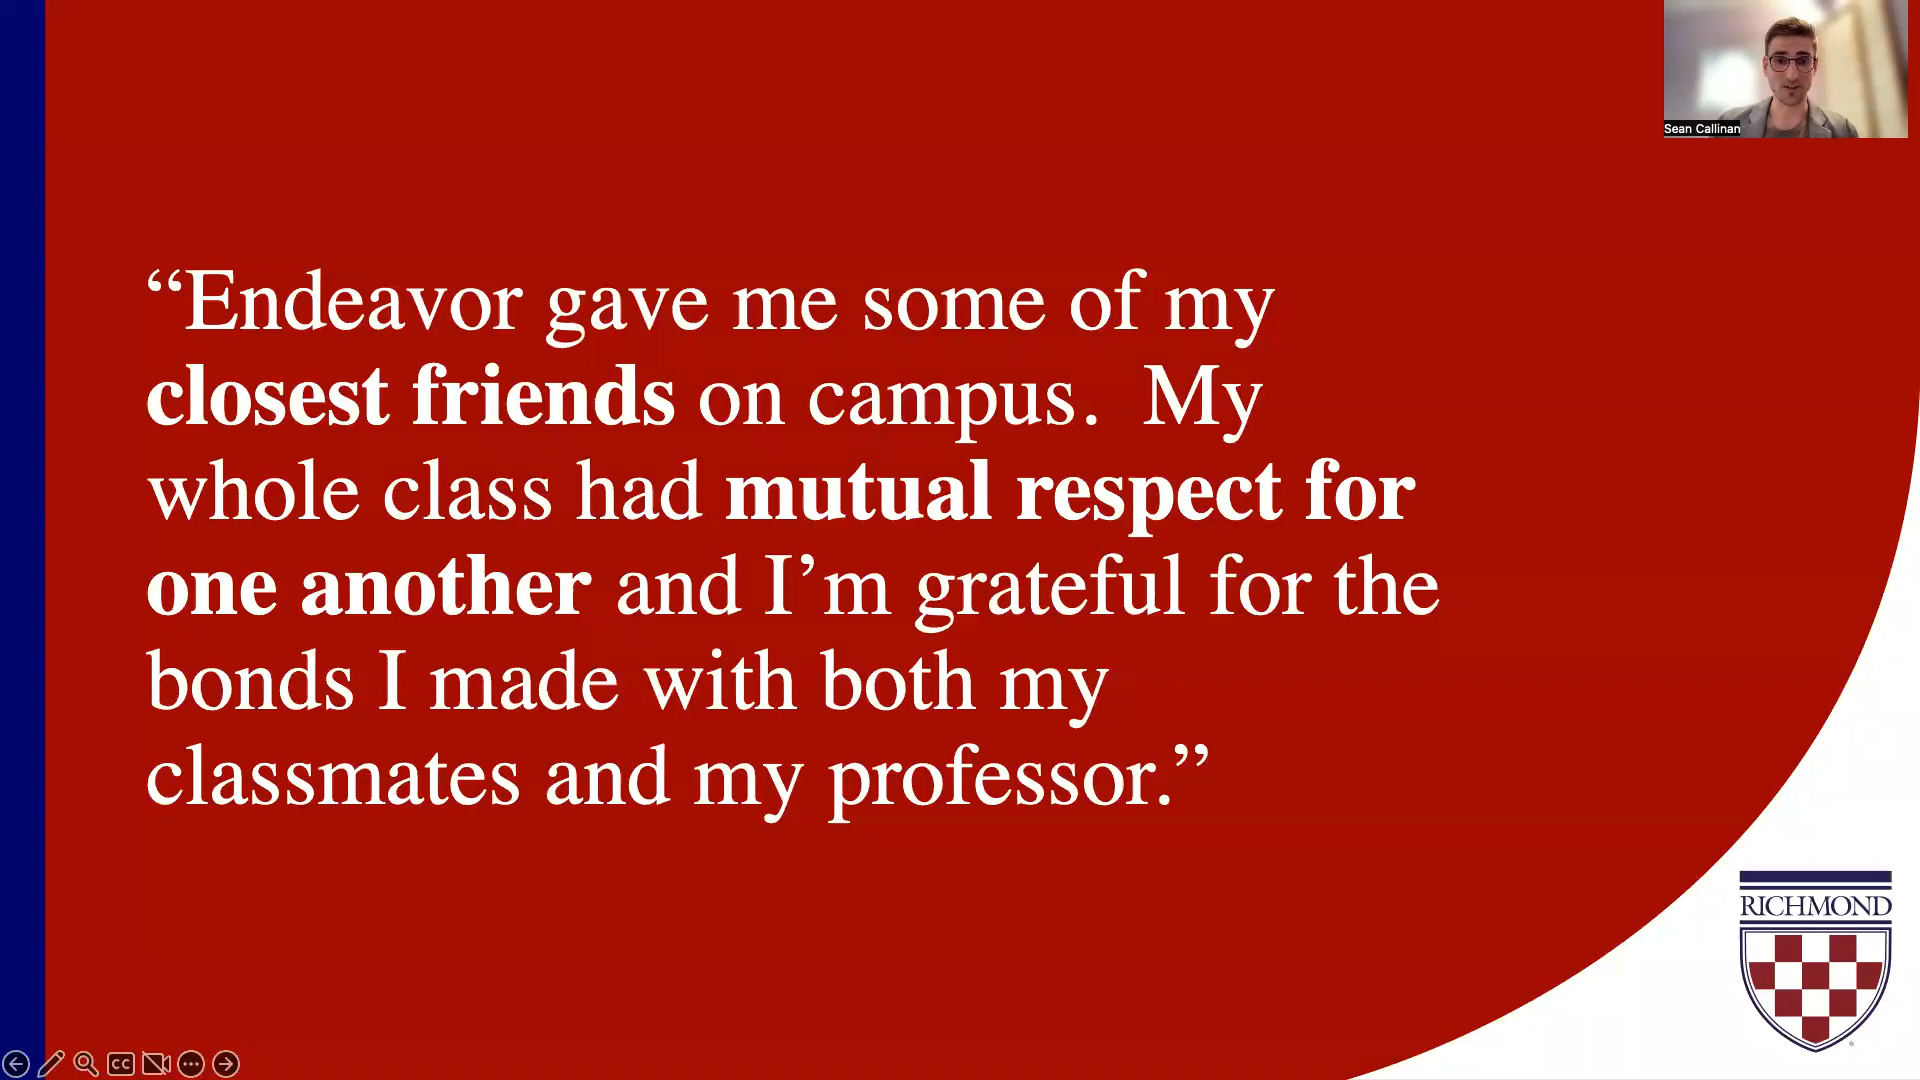 Sean Callinan
“Endeavor gave me some of my
closest friends on campus.  My
whole class had mutual respect for
one another and I’m grateful for the
bonds I made with both my
classmates and my professor.”
RICHMOND
CC